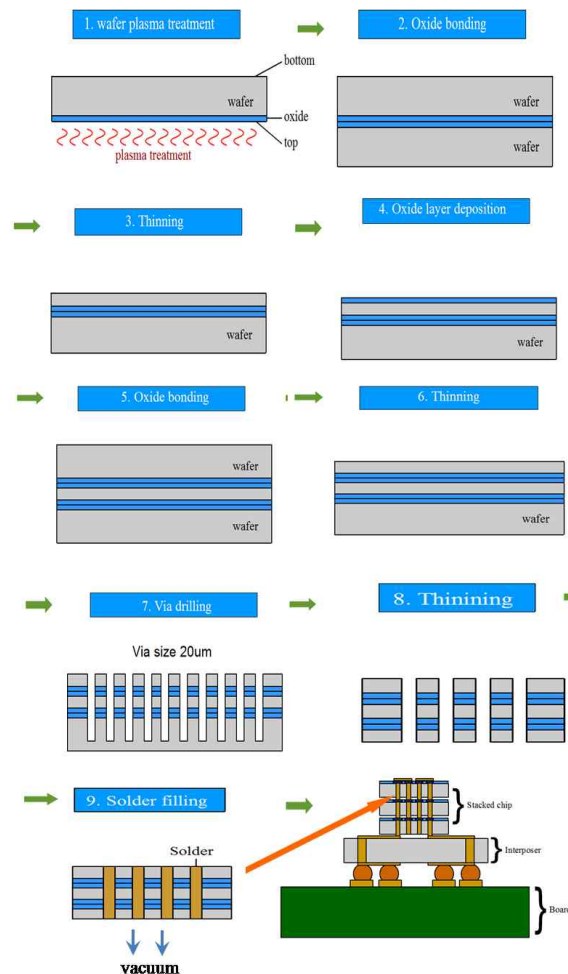 1. wafer plasma treatment
2. Oxide bonding
bottom
wafer
oxide
top
plasma treatment
wafer
wafer
3. Thinning
4. Oxide layer deposition
wafer
wafer
5. Oxide bonding
6. Thinning
wafer
wafer
wafer
7. Via drilling
8. Thinining
Via size 20um
9. Solder filling
Solder
vacuum
Stacked chip
Interposer
Board